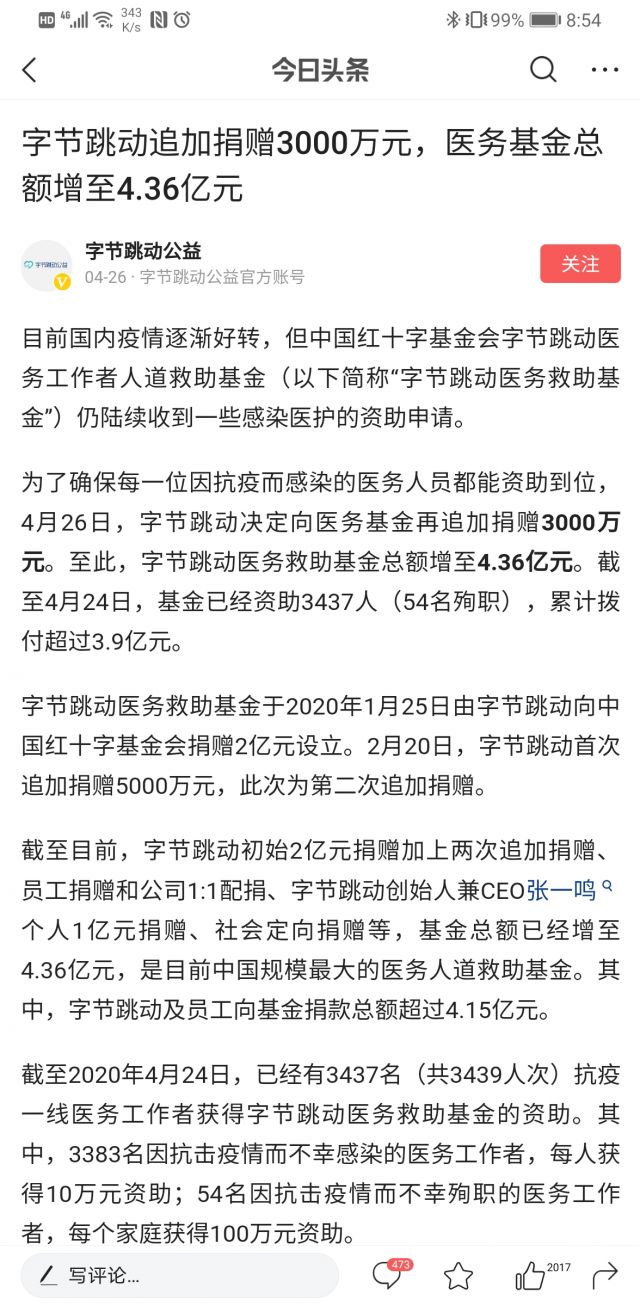 HD 4G 343 K/s 99% 8:54
今日头条
字节跳动追加捐赠3000万元，医务基金总
额增至4.36亿元
字节跳动公益
字节跳动公益
04-26 · 字节跳动公益官方账号
关注
目前国内疫情逐渐好转，但中国红十字基金会字节跳动医
务工作者人道救助基金（以下简称“字节跳动医务救助基
金”）仍陆续收到一些感染医护的资助申请。
为了确保每一位因抗疫而感染的医务人员都能资助到位，
4月26日，字节跳动决定向医务基金再追加捐赠3000万
元。至此，字节跳动医务救助基金总额增至4.36亿元。截
至4月24日，基金已经资助3437人（54名殉职），累计拨
付超过3.9亿元。
字节跳动医务救助基金于2020年1月25日由字节跳动向中
国红十字基金会捐赠2亿元设立。2月20日，字节跳动首次
追加捐赠5000万元，此次为第二次追加捐赠。
截至目前，字节跳动初始2亿元捐赠加上两次追加捐赠、
员工捐赠和公司1:1配捐、字节跳动创始人兼CEO张一鸣
个人1亿元捐赠、社会定向捐赠等，基金总额已经增至
4.36亿元，是目前中国规模最大的医务人道救助基金。其
中，字节跳动及员工向基金捐款总额超过4.15亿元。
截至2020年4月24日，已经有3437名（共3439人次）抗疫
一线医务工作者获得字节跳动医务救助基金的资助。其
中，3383名因抗击疫情而不幸感染的医务工作者，每人获
得10万元资助；54名因抗击疫情而不幸殉职的医务工作
者，每个家庭获得100万元资助。
写评论... 473 2017